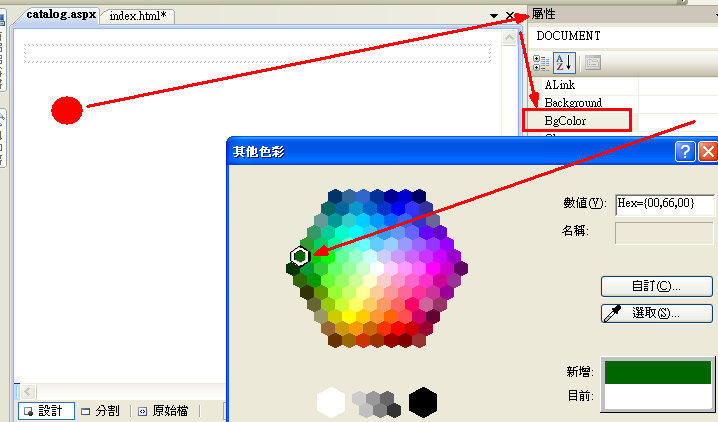 catalog.aspx
index.html*
屬性
DOCUMENT
ALink
Background
BgColor
其他色彩
數值(V):
Hex={00,66,00}
名稱:
自訂(C)...
選取(S)...
新增:
目前:
設計
分割
原始檔